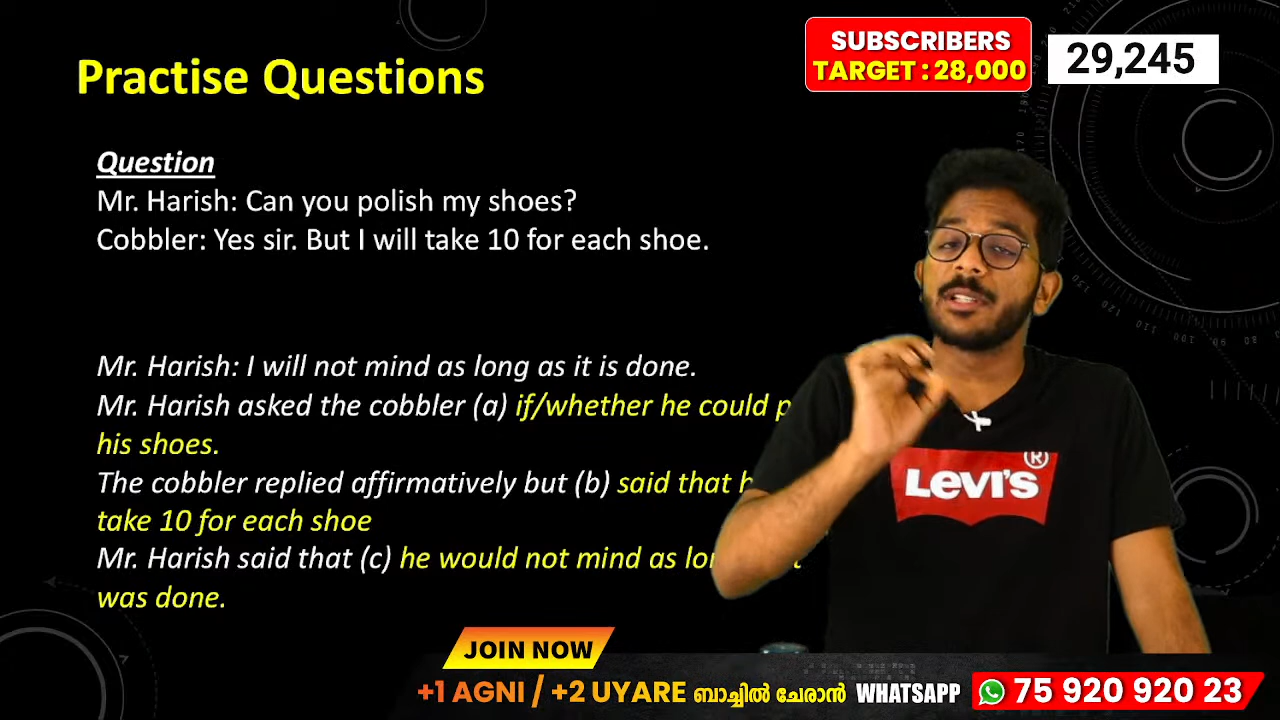 SUBSCRIBERS
TARGET : 28,000
29,245
Practise Questions
Question
Mr. Harish: Can you polish my shoes?
Cobbler: Yes sir. But I will take 10 for each shoe.
Mr. Harish: I will not mind as long as it is done.
Mr. Harish asked the cobbler (a) if/whether he could
his shoes.
The cobbler replied affirmatively but (b) said that
take 10 for each shoe
Mr. Harish said that (c) he would not mind as
was done.
LEVI'S ®
JOIN NOW
+1 AGNI / +2 UYARE ബാച്ചിൽ ചേരാൻ WHATSAPP 75 920 920 23